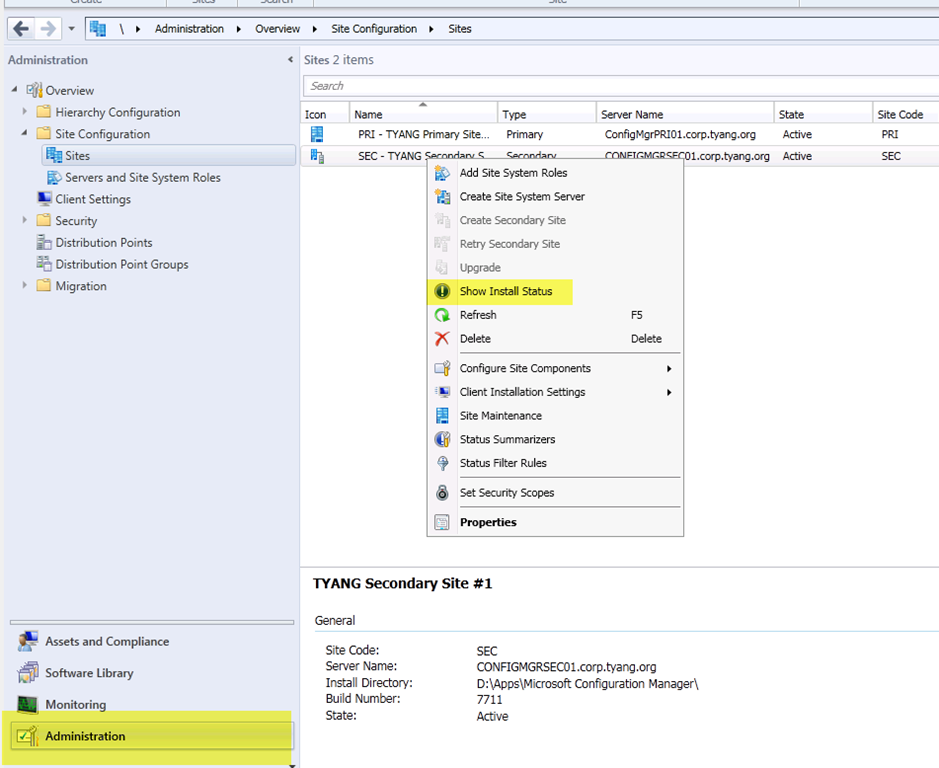 Create Sites Search Site
\ Administration Overview Site Configuration Sites
Administration
Overview
Hierarchy Configuration
Site Configuration
Sites
Servers and Site System Roles
Client Settings
Security
Distribution Points
Distribution Point Groups
Migration
Assets and Compliance
Software Library
Monitoring
Administration
Sites 2 items
Search
Icon Name Type Server Name State Site Code
PRI - TYANG Primary Site... Primary ConfigMgrPRI01.corp.tyang.org Active PRI
SEC - TYANG Secondary S Secondary CONFIGMGRSEC01.corp.tyang.org Active SEC
Add Site System Roles
Create Site System Server
Create Secondary Site
Retry Secondary Site
Upgrade
Show Install Status
Refresh F5
Delete Delete
Configure Site Components
Client Installation Settings
Site Maintenance
Status Summarizers
Status Filter Rules
Set Security Scopes
Properties
TYANG Secondary Site #1
General
Site Code: SEC
Server Name: CONFIGMGRSEC01.corp.tyang.org
Install Directory: D:\Apps\Microsoft Configuration Manager\
Build Number: 7711
State: Active